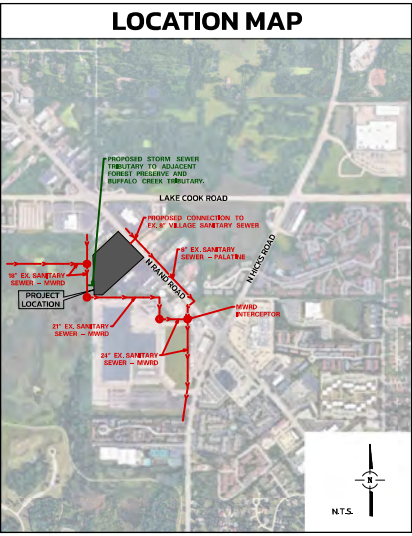 LOCATION MAP
PROPOSED STORM SEWER
TRIBUTARY TO ADJACENT
FOREST PRESERVE AND
BUFFALO CREEK TRIBUTARY.
LAKE COOK ROAD
PROPOSED CONNECTION TO
EX. 8" VILLAGE SANITARY SEWER
8" EX. SANITARY
SEWER – PALATINE
N RAND ROAD
N HICKS ROAD
18" EX. SANITARY
SEWER – MWRD
PROJECT
LOCATION
21" EX. SANITARY
SEWER – MWRD
MWRD
INTERCEPTOR
24" EX. SANITARY
SEWER – MWRD
N
N.T.S.